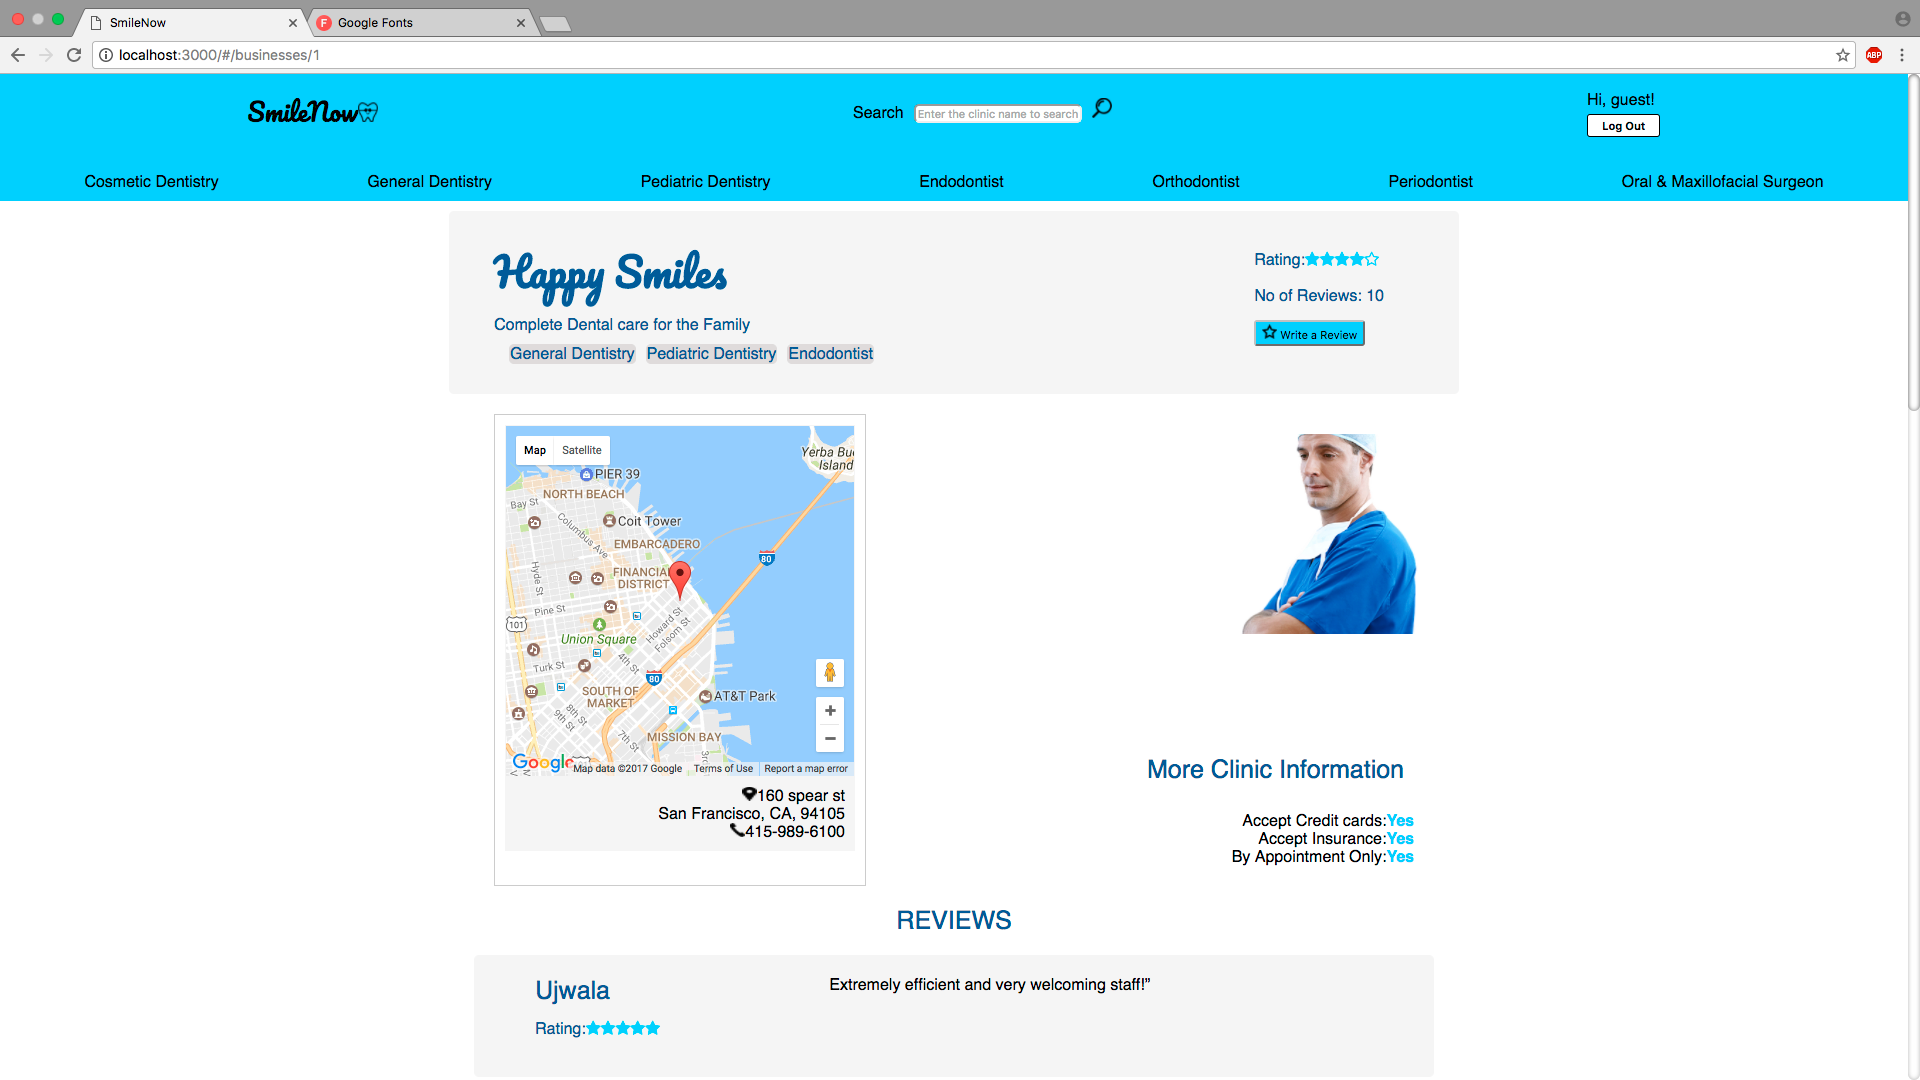 SmileNow
Google Fonts
localhost:3000/#/businesses/1
ABP
SmileNow
Search
Enter the clinic name to search
Hi, guest!
Log Out
Cosmetic Dentistry
General Dentistry
Pediatric Dentistry
Endodontist
Orthodontist
Periodontist
Oral & Maxillofacial Surgeon
Happy Smiles
Complete Dental care for the Family
General Dentistry
Pediatric Dentistry
Endodontist
Rating:
No of Reviews: 10
Write a Review
Map
Satellite
Yerba Bu
Island
PIER 39
NORTH BEACH
Bay St
Columbus Ave
Coit Tower
EMBARCADERO
80
Hyde St
FINANCIAL
DISTRICT
Pine St
101
Howard St
Folsom St
Union Square
Turk St
4th St
80
SOUTH OF
MARKET
AT&T Park
8th St
9th St
7th St
MISSION BAY
3rd
Google
Map data ©2017 Google
Terms of Use
Report a map error
160 spear st
San Francisco, CA, 94105
415-989-6100
More Clinic Information
Accept Credit cards:Yes
Accept Insurance:Yes
By Appointment Only:Yes
REVIEWS
Ujwala
Rating:
Extremely efficient and very welcoming staff!”